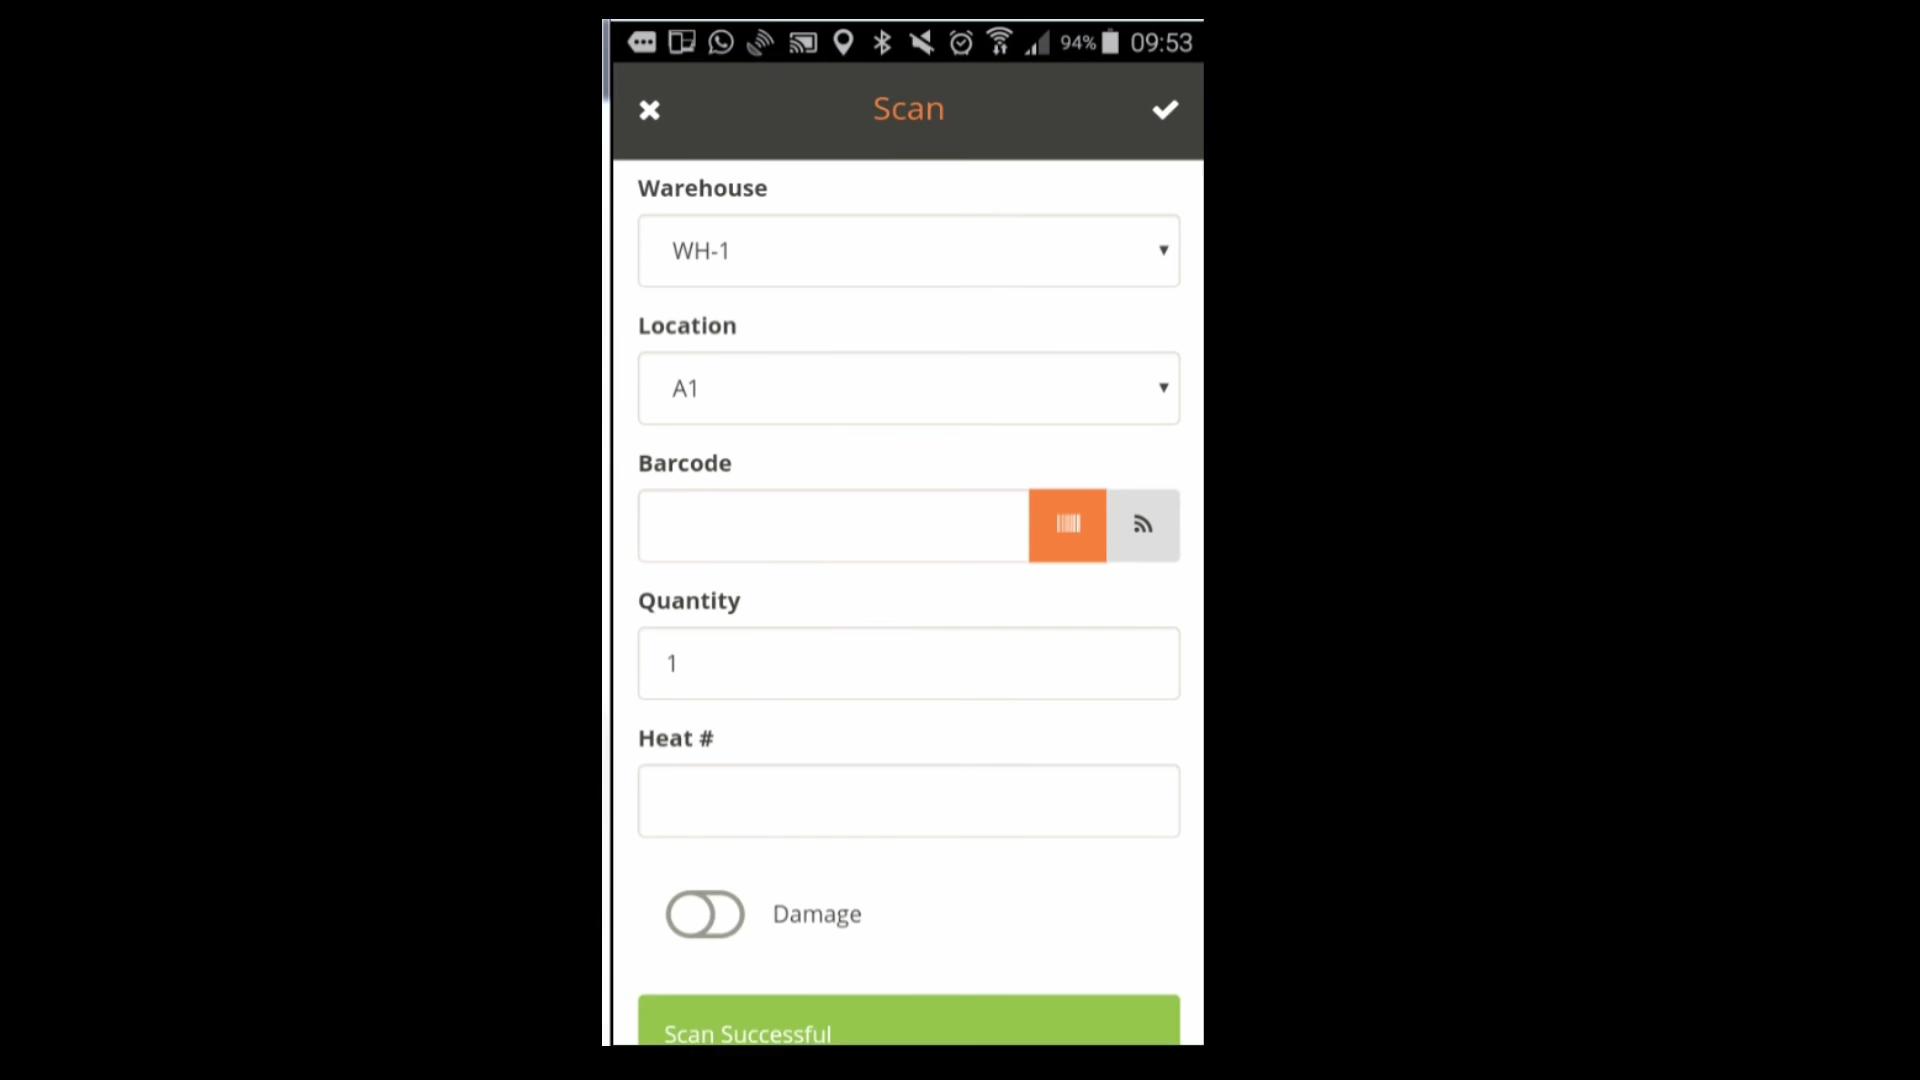 94% 09:53
Scan
Warehouse
WH-1
Location
A1
Barcode
Quantity
1
Heat #
Damage
Scan Successful